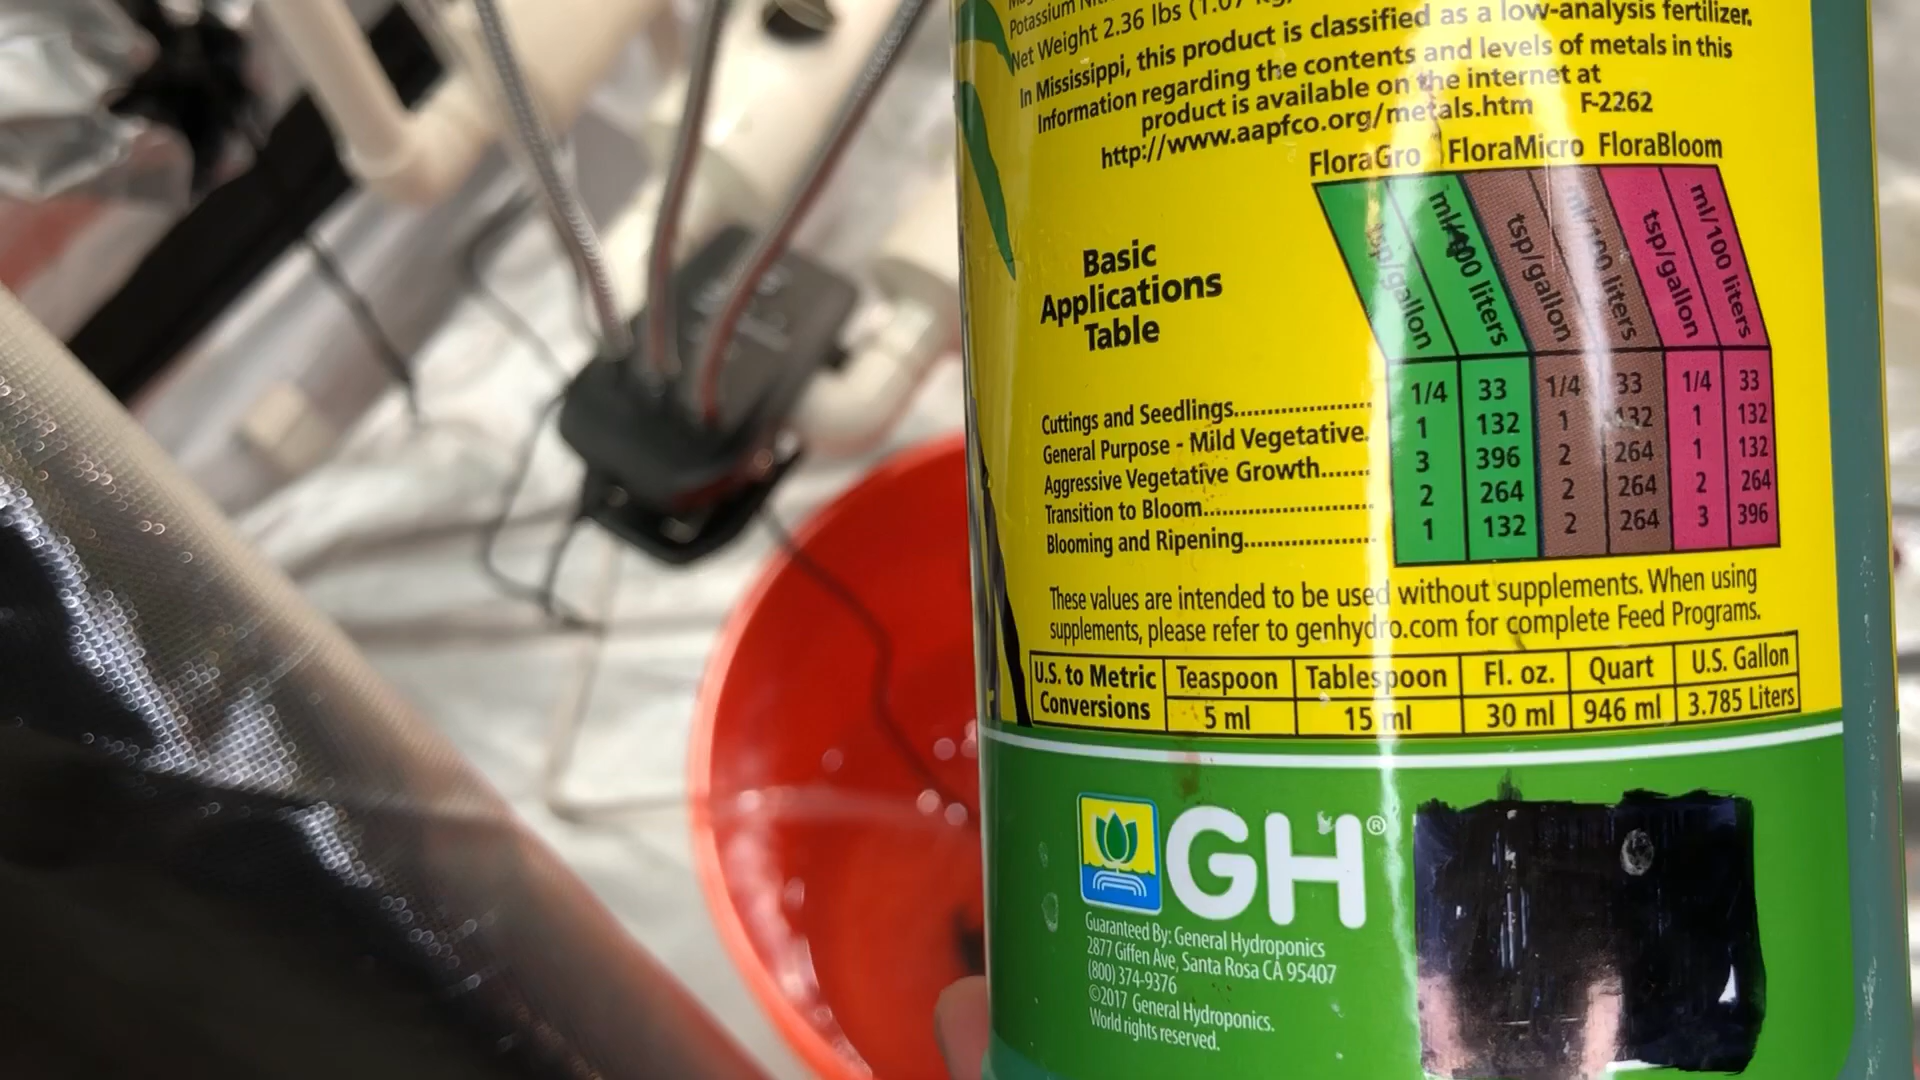 Potassium
Net Weight 2.36 lbs (1.07 kg)
In Mississippi, this product is classified as a low-analysis fertilizer.
Information regarding the contents and levels of metals in this
product is available on the internet at
http://www.aapfco.org/metals.htm F-2262
FloraGro FloraMicro FloraBloom
tsp/gallon ml/100 liters tsp/gallon ml/100 liters tsp/gallon ml/100 liters
Basic
Applications
Table
Cuttings and Seedlings..................... 1/4 33 1/4 33 1/4 33
General Purpose - Mild Vegetative. 1 132 1 132 1 132
Aggressive Vegetative Growth....... 3 396 2 264 1 132
Transition to Bloom......................... 2 264 2 264 2 264
Blooming and Ripening................... 1 132 2 264 3 396
These values are intended to be used without supplements. When using
supplements, please refer to genhydro.com for complete Feed Programs.
U.S. to Metric Teaspoon Tablespoon Fl. oz. Quart U.S. Gallon
Conversions 5 ml 15 ml 30 ml 946 ml 3.785 Liters
GH®
Guaranteed By: General Hydroponics
2877 Giffen Ave, Santa Rosa CA 95407
(800) 374-9376
©2017 General Hydroponics.
World rights reserved.